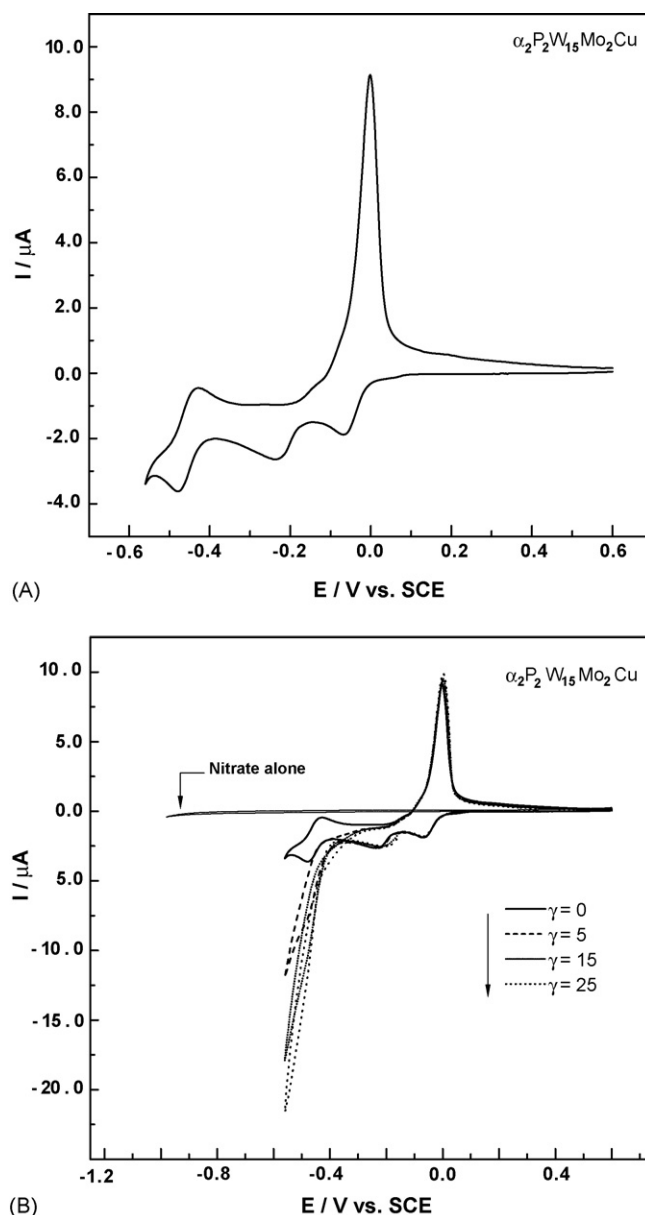 α₂P₂W₁₅Mo₂Cu
10.0
8.0
6.0
4.0
2.0
0.0
-2.0
-4.0
I / μA
-0.6
-0.4
-0.2
0.0
0.2
0.4
0.6
E / V vs. SCE
(A)
α₂P₂ W₁₅Mo₂Cu
10.0
5.0
0.0
5.0
-10.0
-15.0
-20.0
I / μA
Nitrate alone
γ = 0
γ = 5
γ = 15
γ = 25
-1.2
-0.8
-0.4
0.0
0.4
E / V vs. SCE
(B)